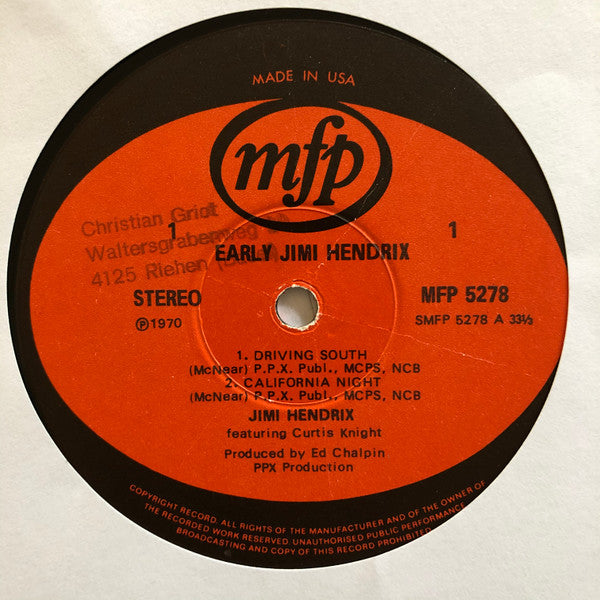 MADE IN USA
mfp
Christian Griot
4125 Riehen
1 1
EARLY JIMI HENDRIX
STEREO MFP 5278
Ⓟ1970 SMFP 5278 A 33⅓
1. DRIVING SOUTH
(McNear) P.P.X. Publ., MCPS, NCB
2. CALIFORNIA NIGHT
(McNear) P.P.X. Publ., MCPS, NCB
JIMI HENDRIX
featuring Curtis Knight
Produced by Ed Chalpin
PPX Production
COPYRIGHT RECORD. ALL RIGHTS OF THE MANUFACTURER AND OF THE OWNER OF
THE RECORDED WORK RESERVED. UNAUTHORISED PUBLIC PERFORMANCE
BROADCASTING AND COPY OF THIS RECORD PROHIBITED